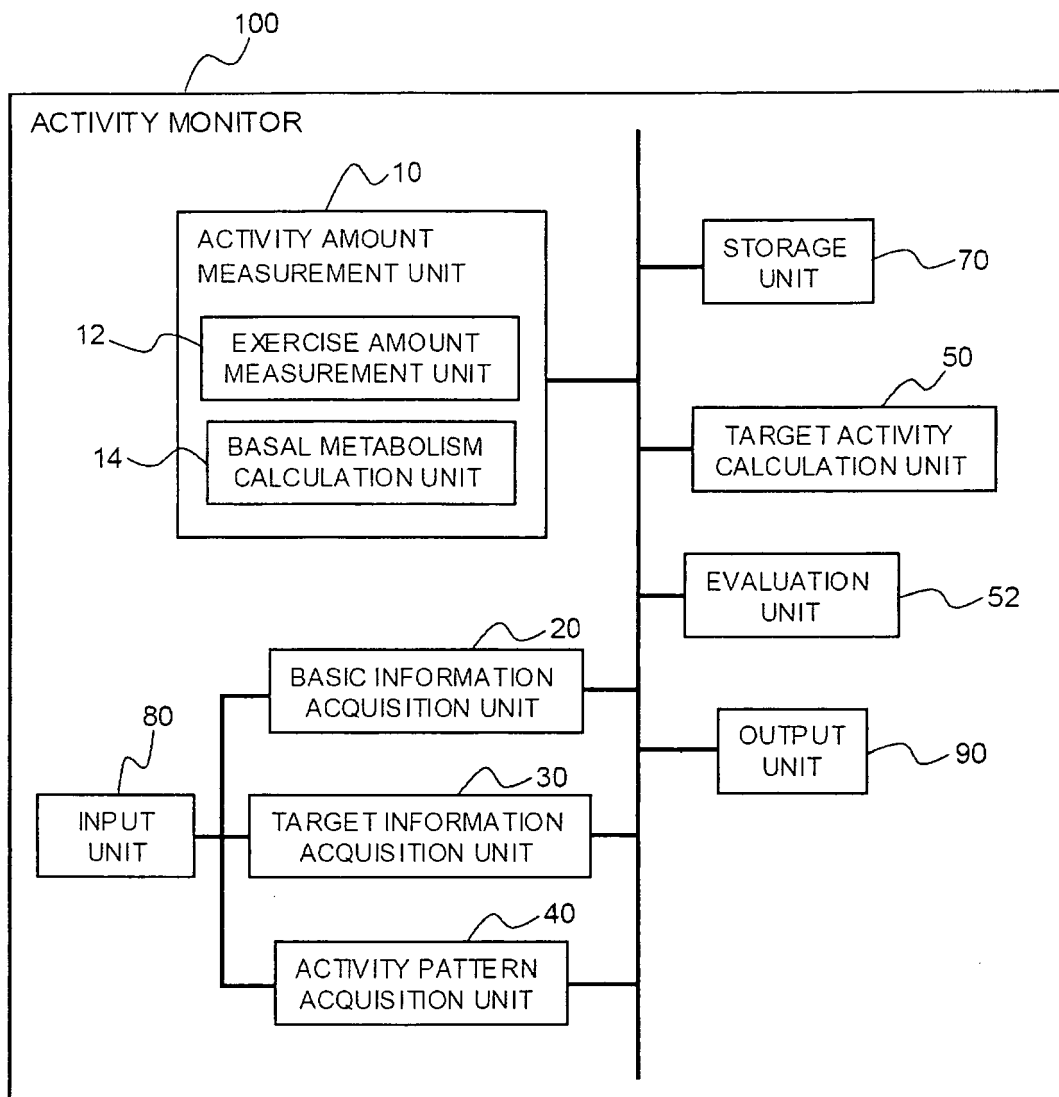 100
ACTIVITY MONITOR
10
ACTIVITY AMOUNT
MEASUREMENT UNIT
12
EXERCISE AMOUNT
MEASUREMENT UNIT
14
BASAL METABOLISM
CALCULATION UNIT
STORAGE
UNIT
70
50
TARGET ACTIVITY
CALCULATION UNIT
EVALUATION
UNIT
52
20
BASIC INFORMATION
ACQUISITION UNIT
OUTPUT
UNIT
90
80
INPUT
UNIT
30
TARGET INFORMATION
ACQUISITION UNIT
40
ACTIVITY PATTERN
ACQUISITION UNIT